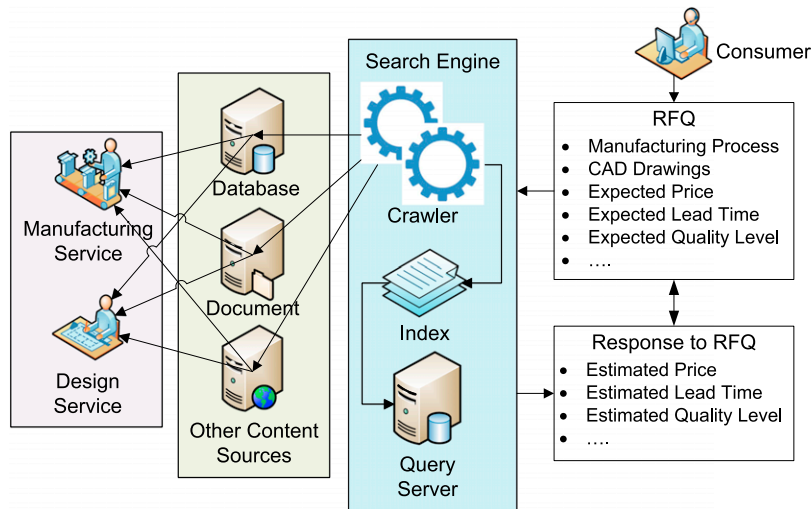 Manufacturing
Service
Design
Service
Database
Document
Other Content
Sources
Search Engine
Crawler
Index
Query
Server
Consumer
RFQ
• Manufacturing Process
• CAD Drawings
• Expected Price
• Expected Lead Time
• Expected Quality Level
• ….
Response to RFQ
• Estimated Price
• Estimated Lead Time
• Estimated Quality Level
• ….